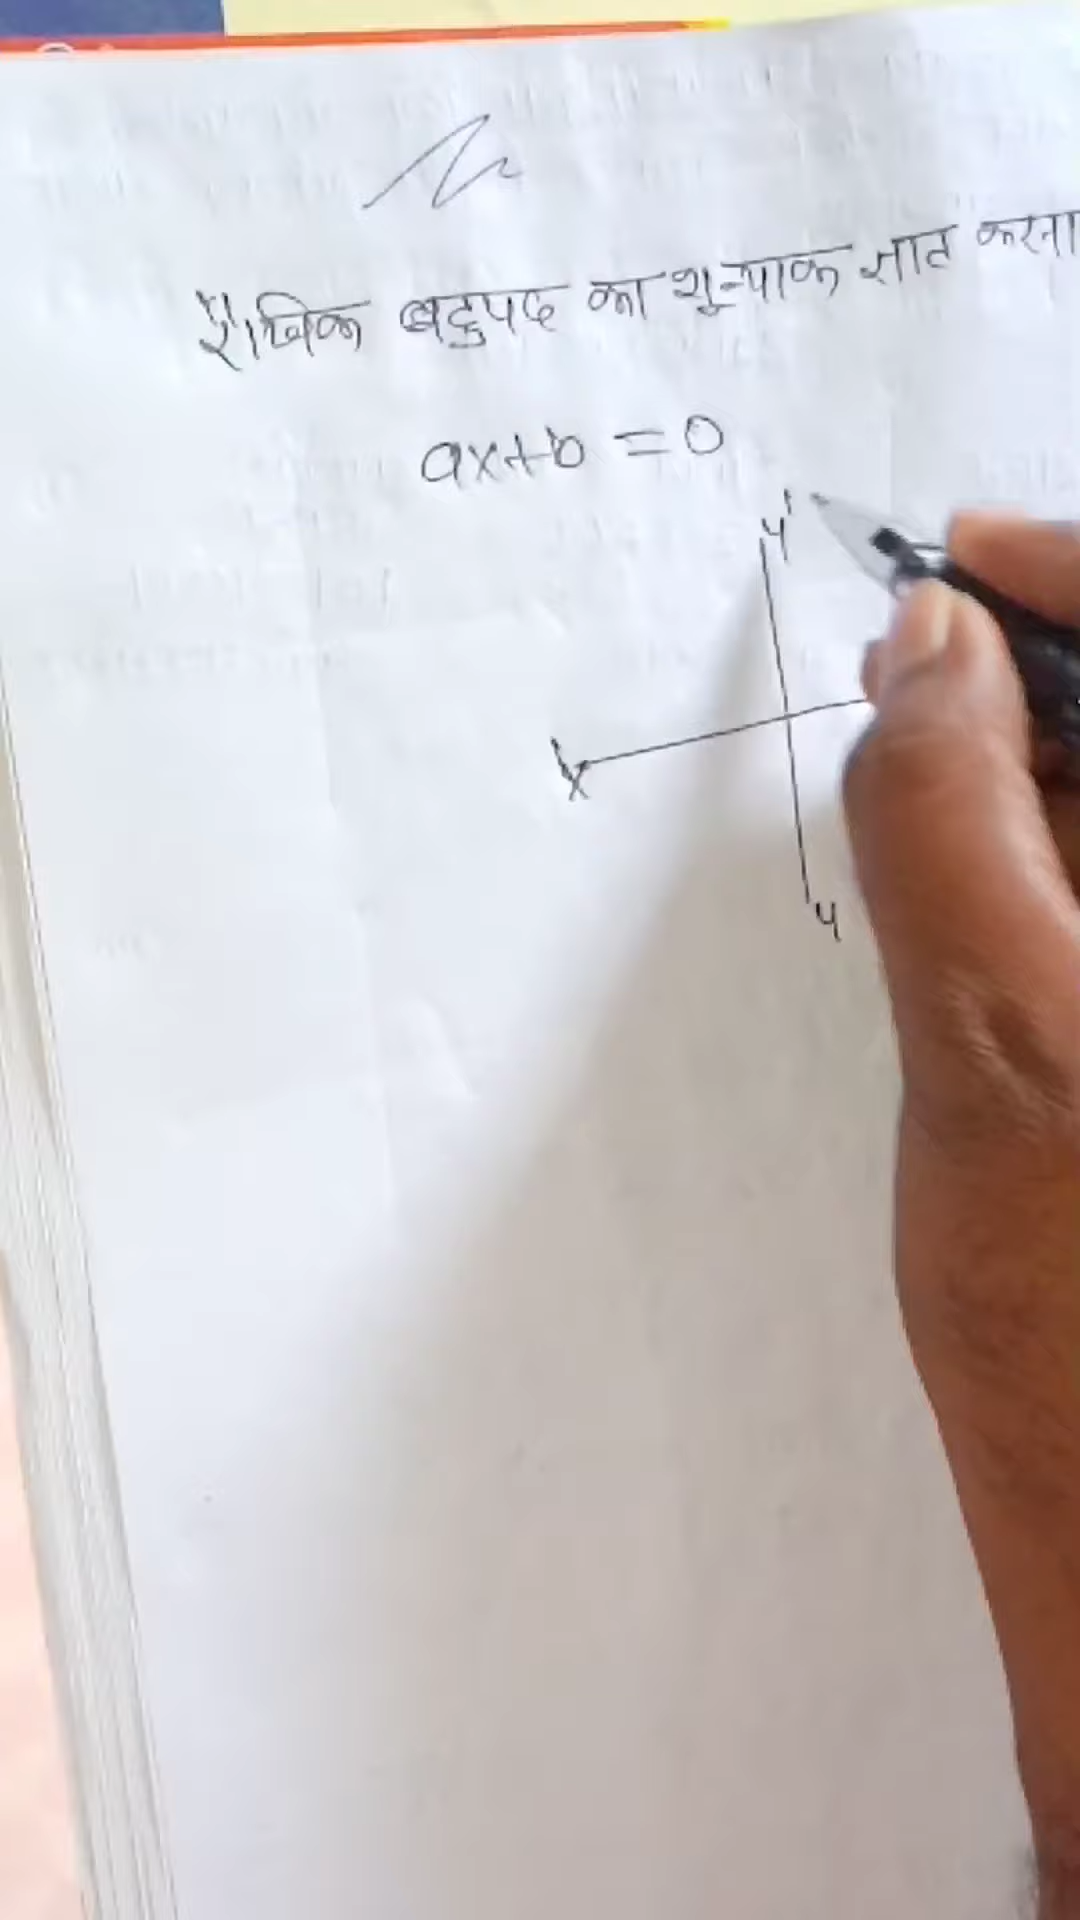 रैखिक बहुपद का शून्याक ज्ञात करना
ax+b = 0
y'
x
y